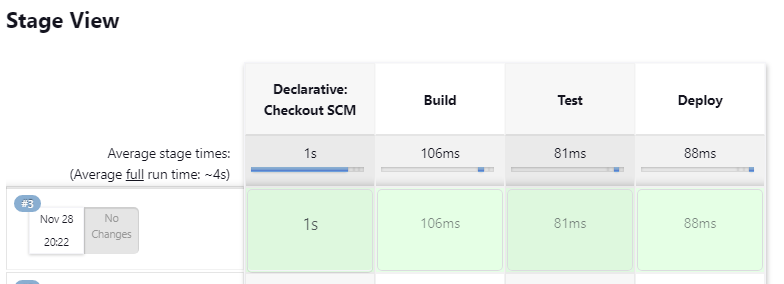 Stage View
Declarative:
Checkout SCM
Build
Test
Deploy
Average stage times:
(Average full run time: ~4s)
1s
106ms
81ms
88ms
#3
Nov 28
20:22
No
Changes
1s
106ms
81ms
88ms